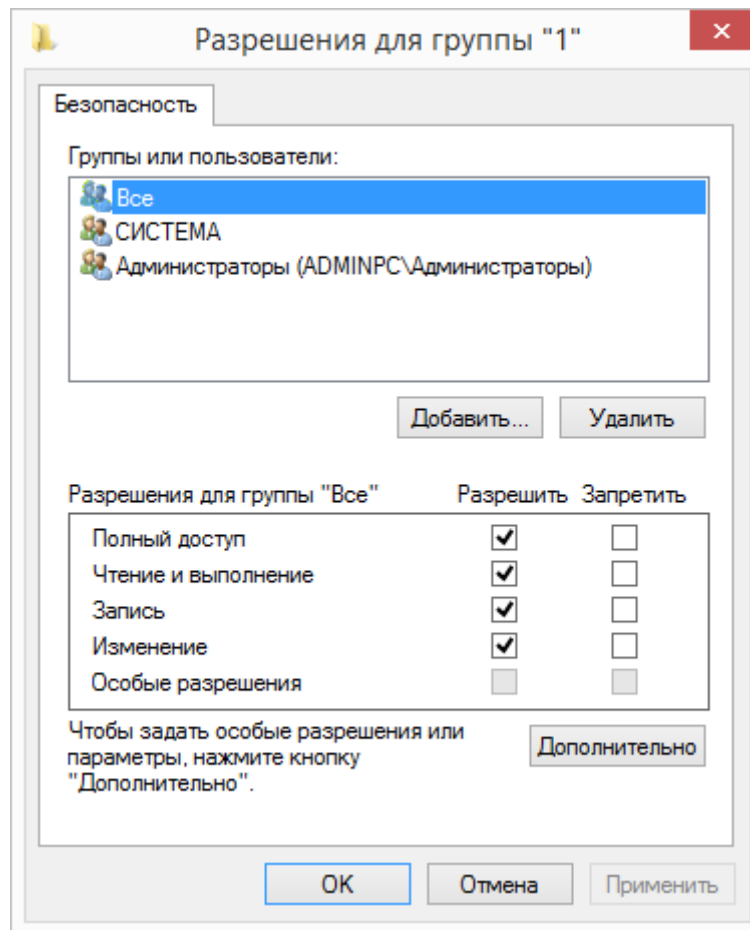 Разрешения для группы "1"
Безопасность
Группы или пользователи:
Все
СИСТЕМА
Администраторы (ADMINPC\Администраторы)
Добавить... Удалить
Разрешения для группы "Все" Разрешить Запретить
Полный доступ
Чтение и выполнение
Запись
Изменение
Особые разрешения
Чтобы задать особые разрешения или
параметры, нажмите кнопку
"Дополнительно".
Дополнительно
OK Отмена Применить